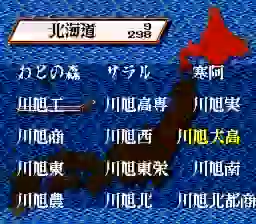 北海道 9
298
わどの森 サラル 寒阿
川旭工 川旭高専 川旭実
川旭商 川旭西 川旭大高
川旭東 川旭東栄 川旭南
川旭農 川旭北 川旭北都商